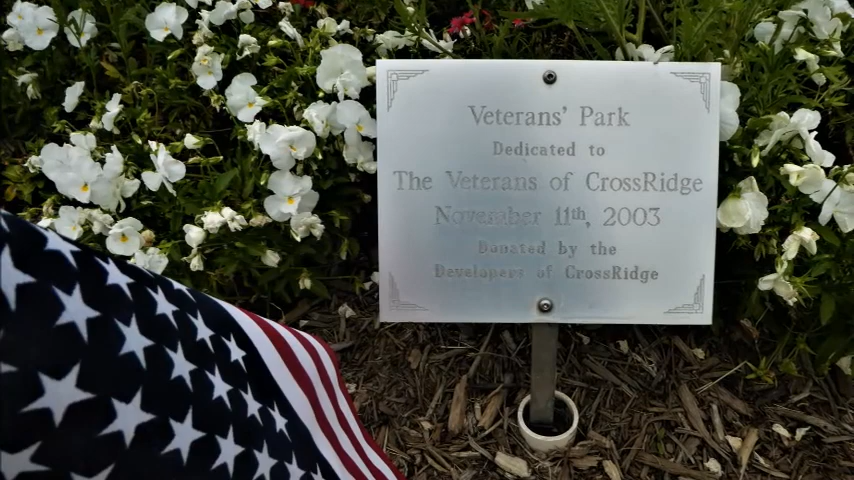 Veterans' Park
Dedicated to
The Veterans of CrossRidge
November 11th, 2003
Donated by the
Developers of CrossRidge